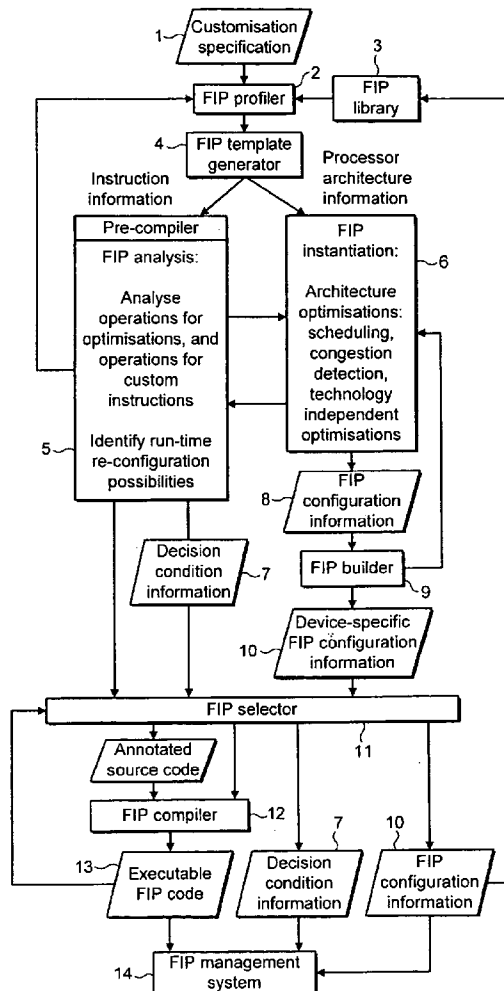 Customisation
specification
1
2
3
FIP profiler
FIP
library
4
FIP template
generator
Processor
architecture
information
Instruction
information
Pre-compiler
FIP analysis:
Analyse
operations for
optimisations, and
operations for
custom
instructions
Identify run-time
re-configuration
possibilities
5
FIP
instantiation:
6
Architecture
optimisations:
scheduling,
congestion
detection,
technology
independent
optimisations
FIP
configuration
information
8
Decision
condition
information
7
FIP builder
9
10
Device-specific
FIP configuration
information
FIP selector
11
Annotated
source code
FIP compiler
12
7
10
13
Executable
FIP code
Decision
condition
information
FIP
configuration
information
14
FIP management
system